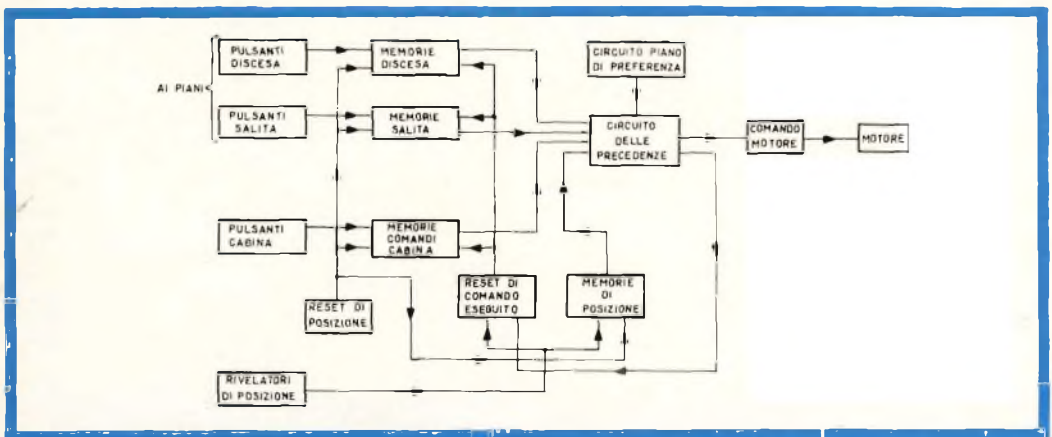 AI PIANI
PULSANTI
DISCESA
MEMORIE
DISCESA
CIRCUITO PIANO
DI PREFERENZA
PULSANTI
SALITA
MEMORIE
SALITA
CIRCUITO
DELLE
PRECEDENZE
COMANDO
MOTORE
MOTORE
PULSANTI
CABINA
MEMORIE
COMANDI
CABINA
RESET DI
POSIZIONE
RESET DI
COMANDO
ESEGUITO
MEMORIE
DI
POSIZIONE
RIVELATORI
DI POSIZIONE